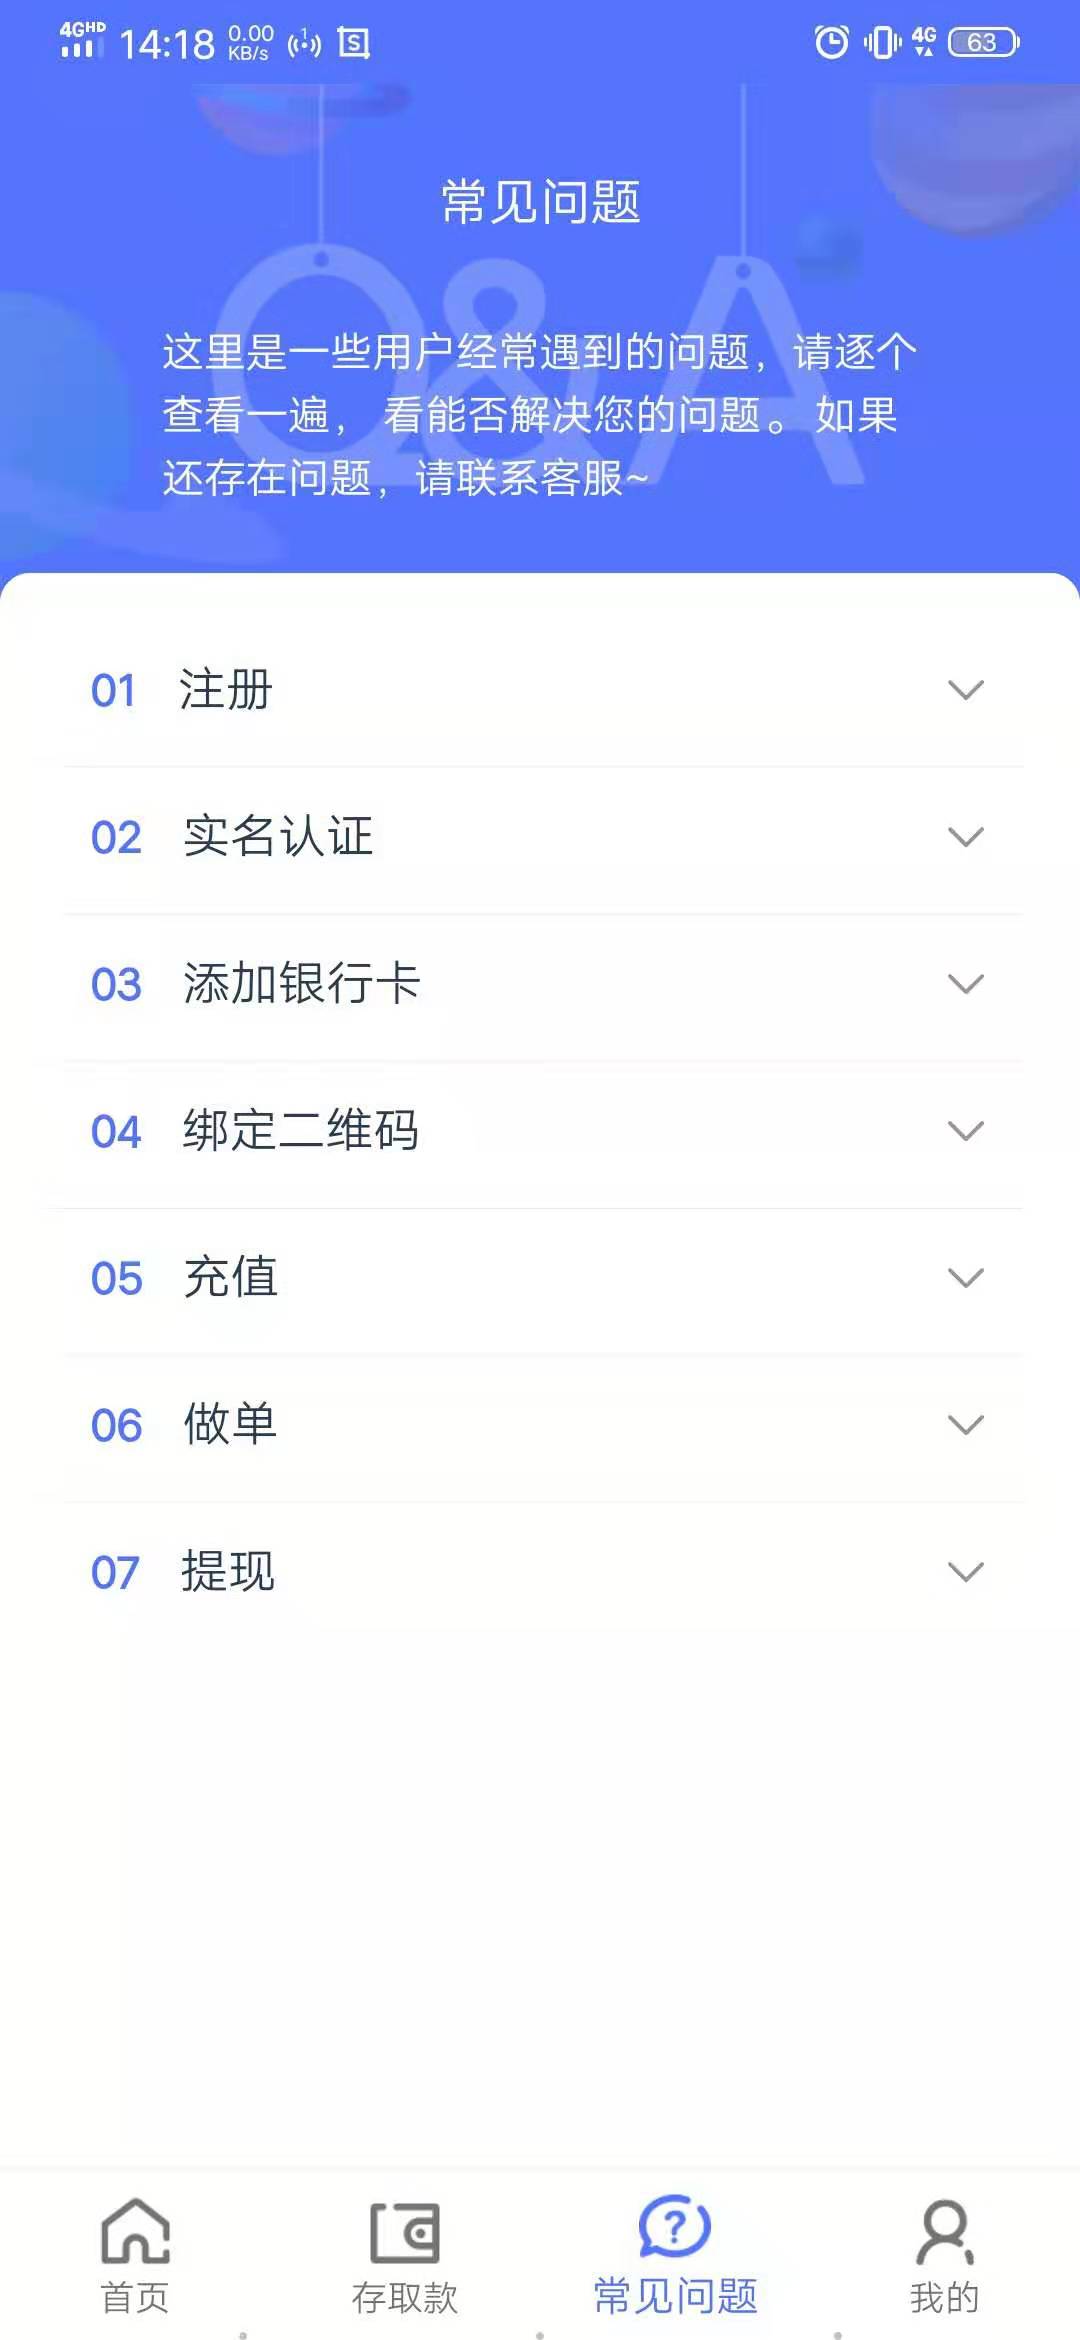 4GHD 14:18 0.00 KB/s 1 S 4G 63
常见问题
Q&A
这里是一些用户经常遇到的问题，请逐个
查看一遍， 看能否解决您的问题。如果
还存在问题，请联系客服~
01 注册
02 实名认证
03 添加银行卡
04 绑定二维码
05 充值
06 做单
07 提现
首页 存取款 常见问题 我的